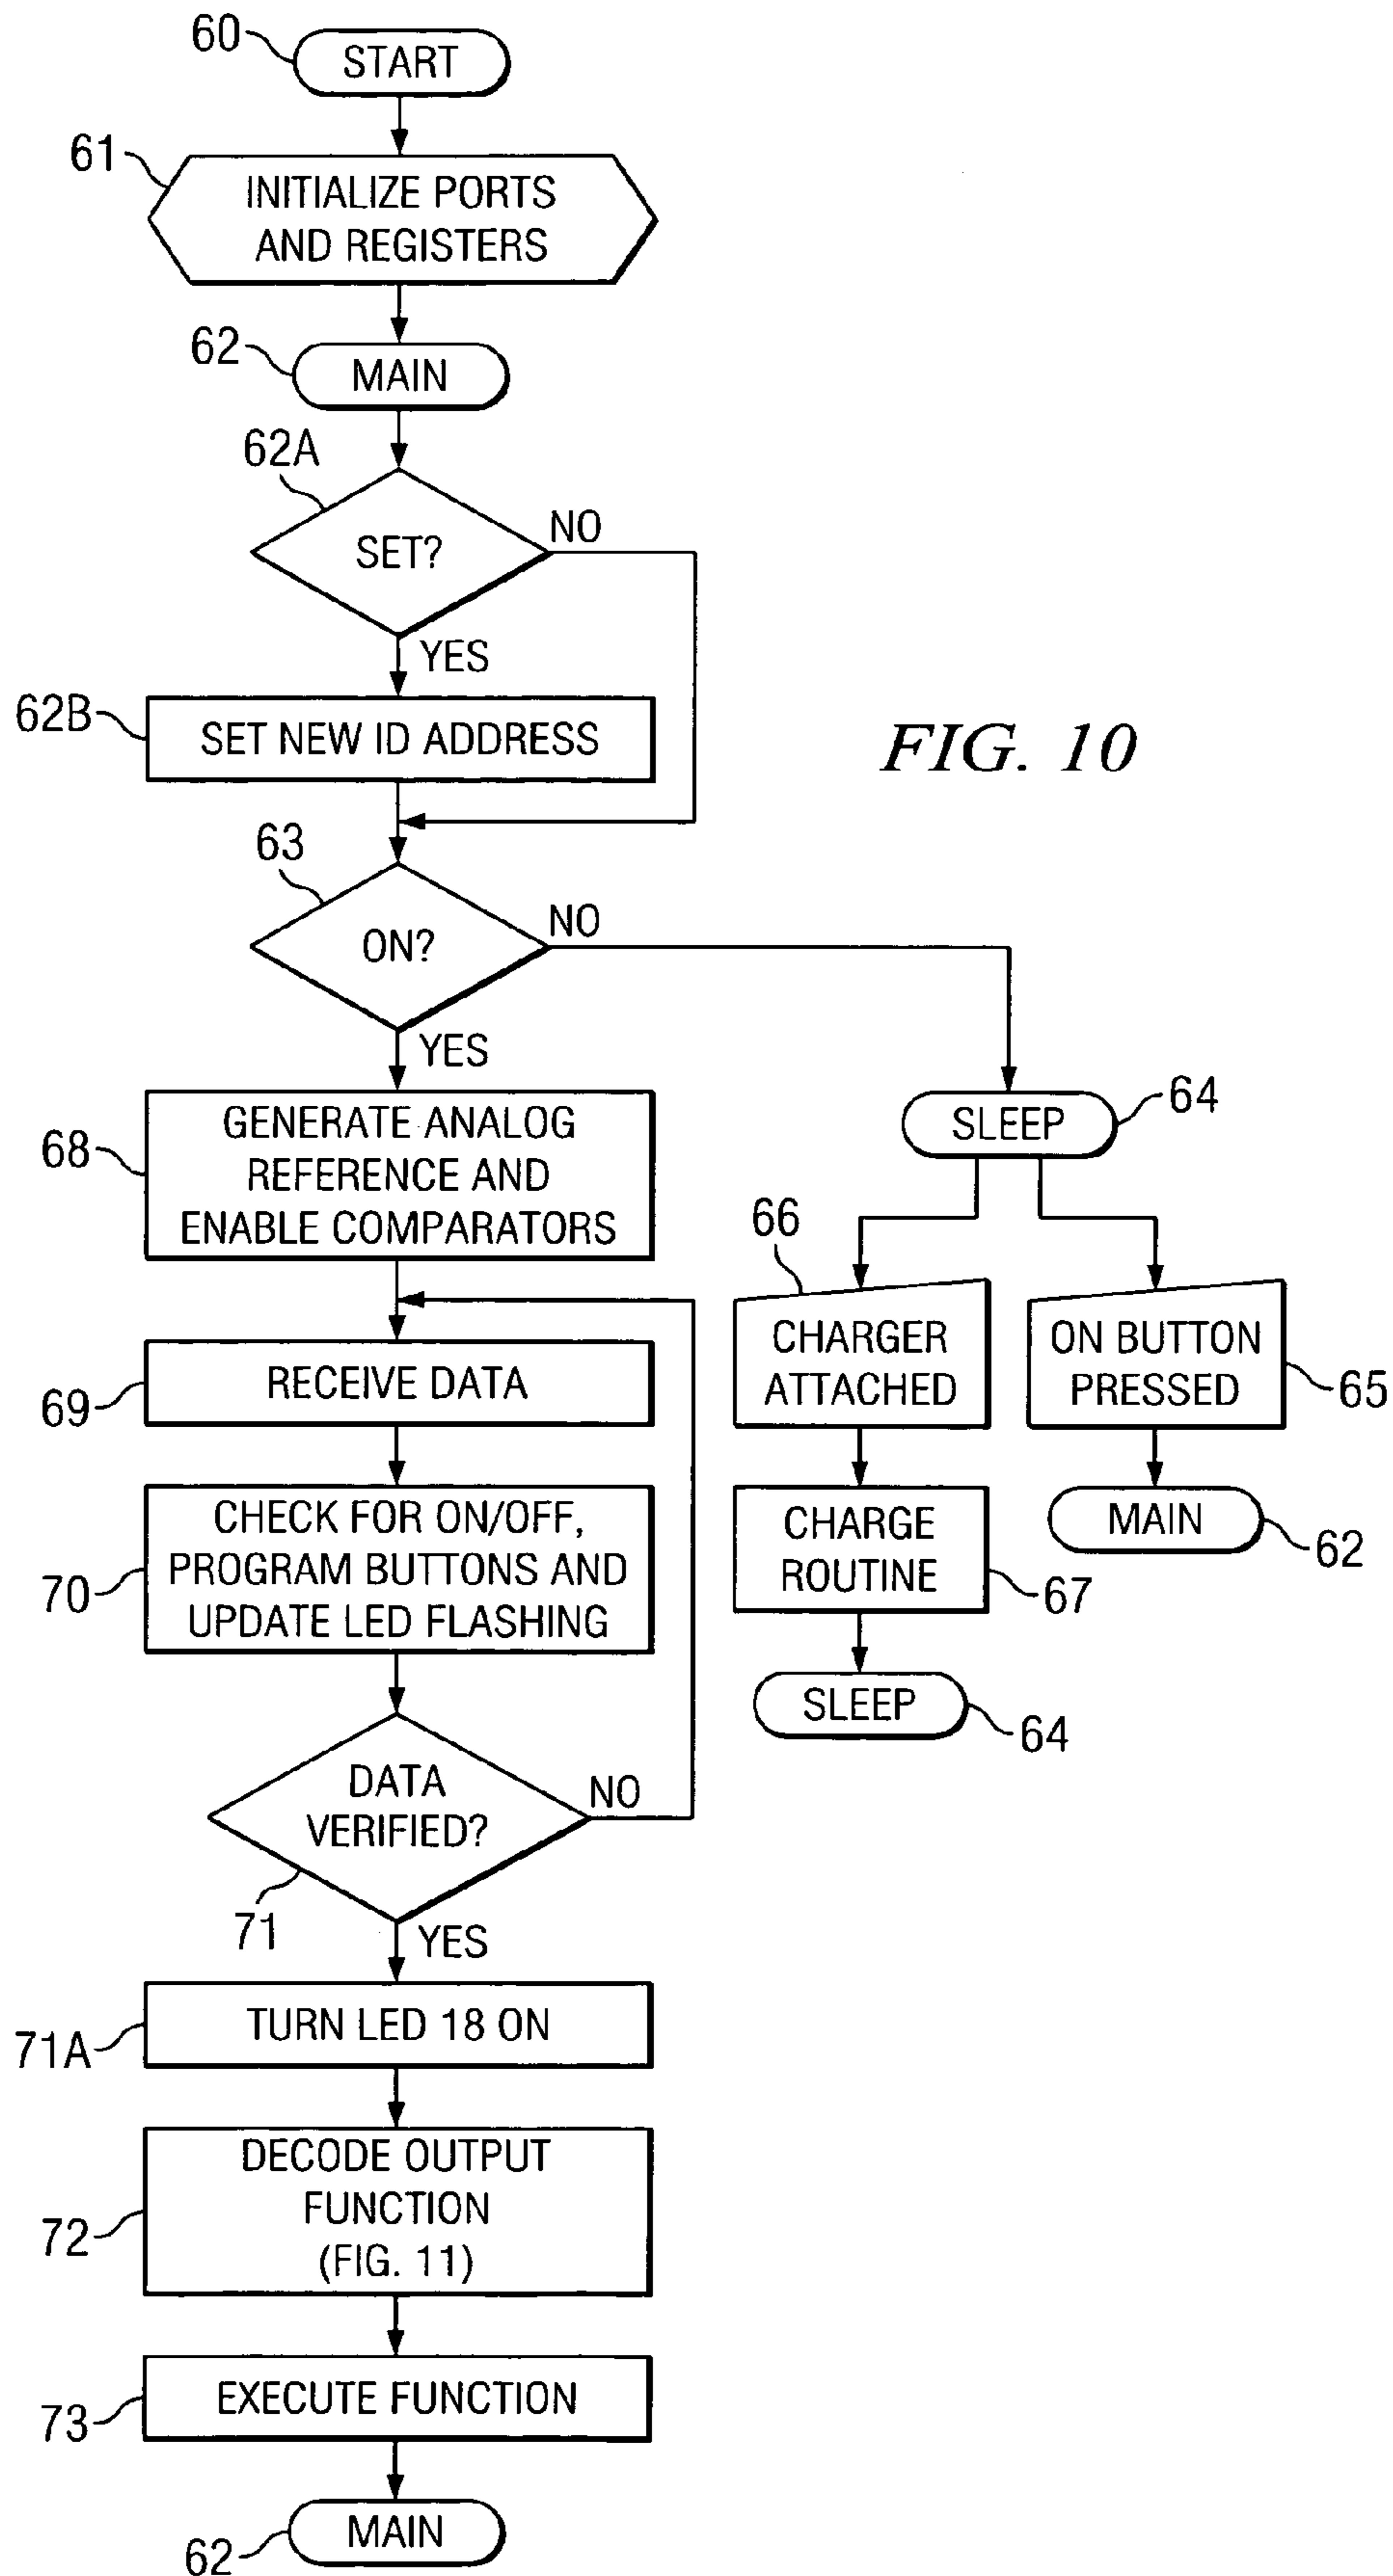 60
START
61
INITIALIZE PORTS
AND REGISTERS
62
MAIN
62A
SET?
NO
YES
62B
SET NEW ID ADDRESS
FIG. 10
63
ON?
NO
YES
68
GENERATE ANALOG
REFERENCE AND
ENABLE COMPARATORS
SLEEP
64
66
CHARGER
ATTACHED
ON BUTTON
PRESSED
65
69
RECEIVE DATA
CHARGE
ROUTINE
67
MAIN
62
70
CHECK FOR ON/OFF,
PROGRAM BUTTONS AND
UPDATE LED FLASHING
SLEEP
64
DATA
VERIFIED?
NO
71
YES
71A
TURN LED 18 ON
72
DECODE OUTPUT
FUNCTION
(FIG. 11)
73
EXECUTE FUNCTION
62
MAIN